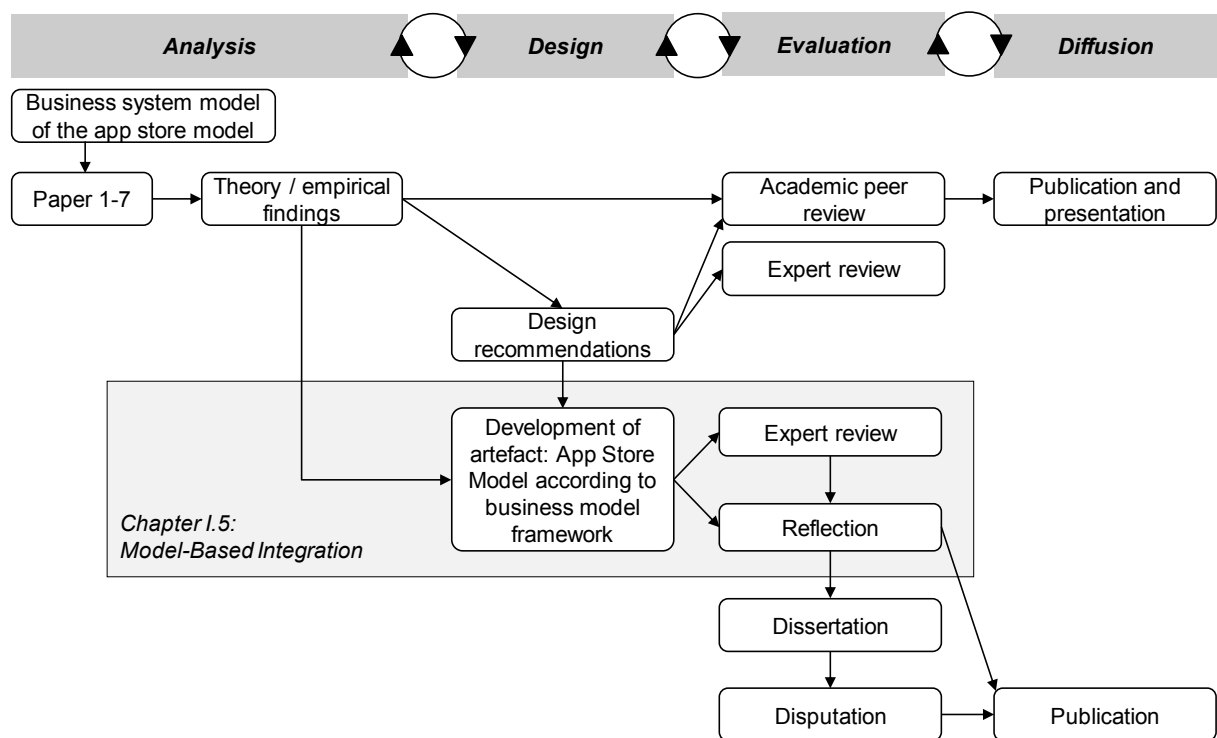 Analysis
Design
Evaluation
Diffusion
Business system model
of the app store model
Paper 1-7
Theory / empirical
findings
Academic peer
review
Publication and
presentation
Expert review
Design
recommendations
Development of
artefact: App Store
Model according to
business model
framework
Expert review
Chapter I.5:
Model-Based Integration
Reflection
Dissertation
Disputation
Publication